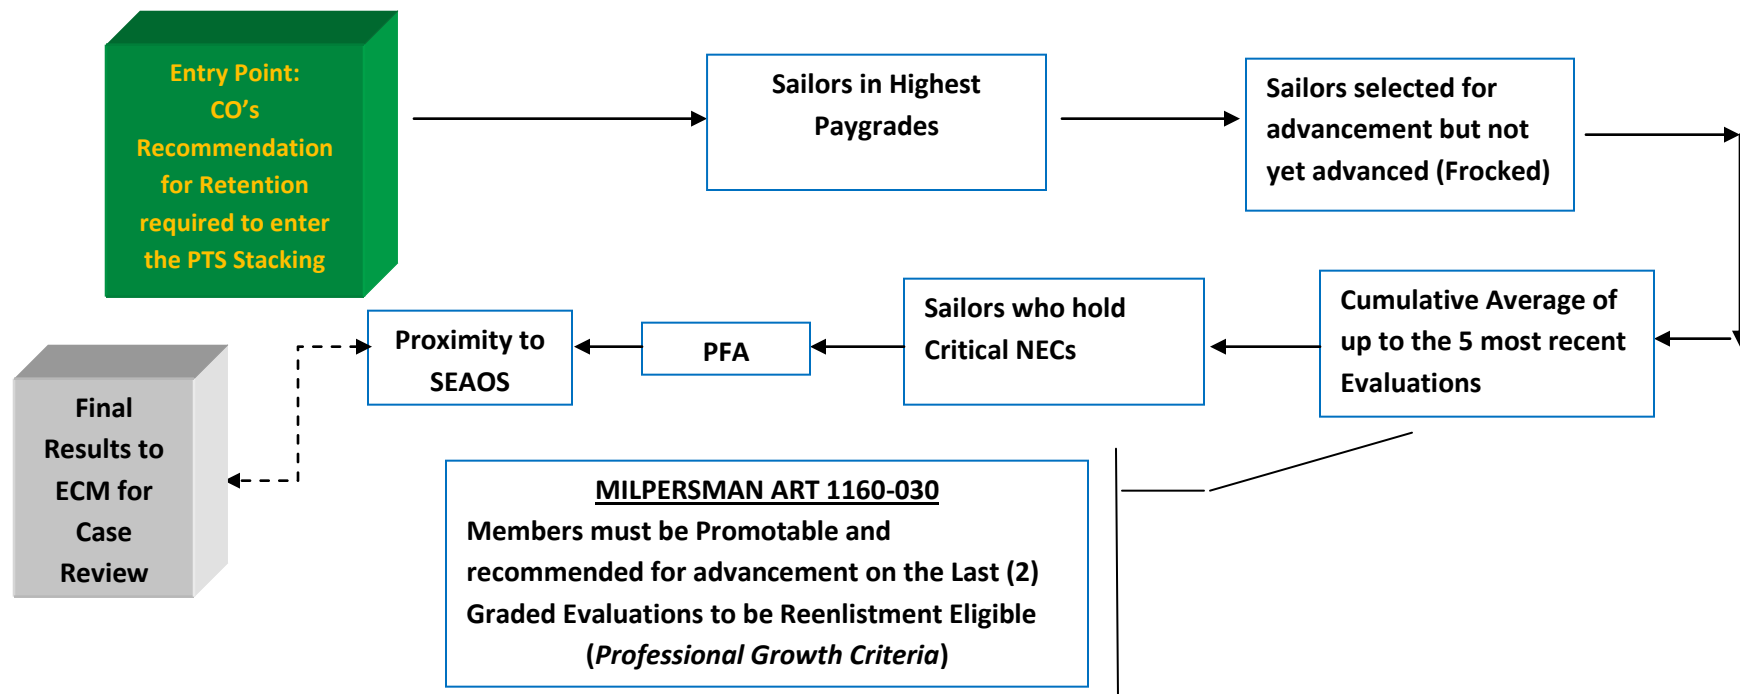 Entry Point:
CO’s
Recommendation
for Retention
required to enter
the PTS Stacking
Sailors in Highest
Paygrades
Sailors selected for
advancement but not
yet advanced (Frocked)
Cumulative Average of
up to the 5 most recent
Evaluations
Sailors who hold
Critical NECs
PFA
Proximity to
SEAOS
Final
Results to
ECM for
Case
Review
MILPERSMAN ART 1160-030
Members must be Promotable and
recommended for advancement on the Last (2)
Graded Evaluations to be Reenlistment Eligible
(Professional Growth Criteria)